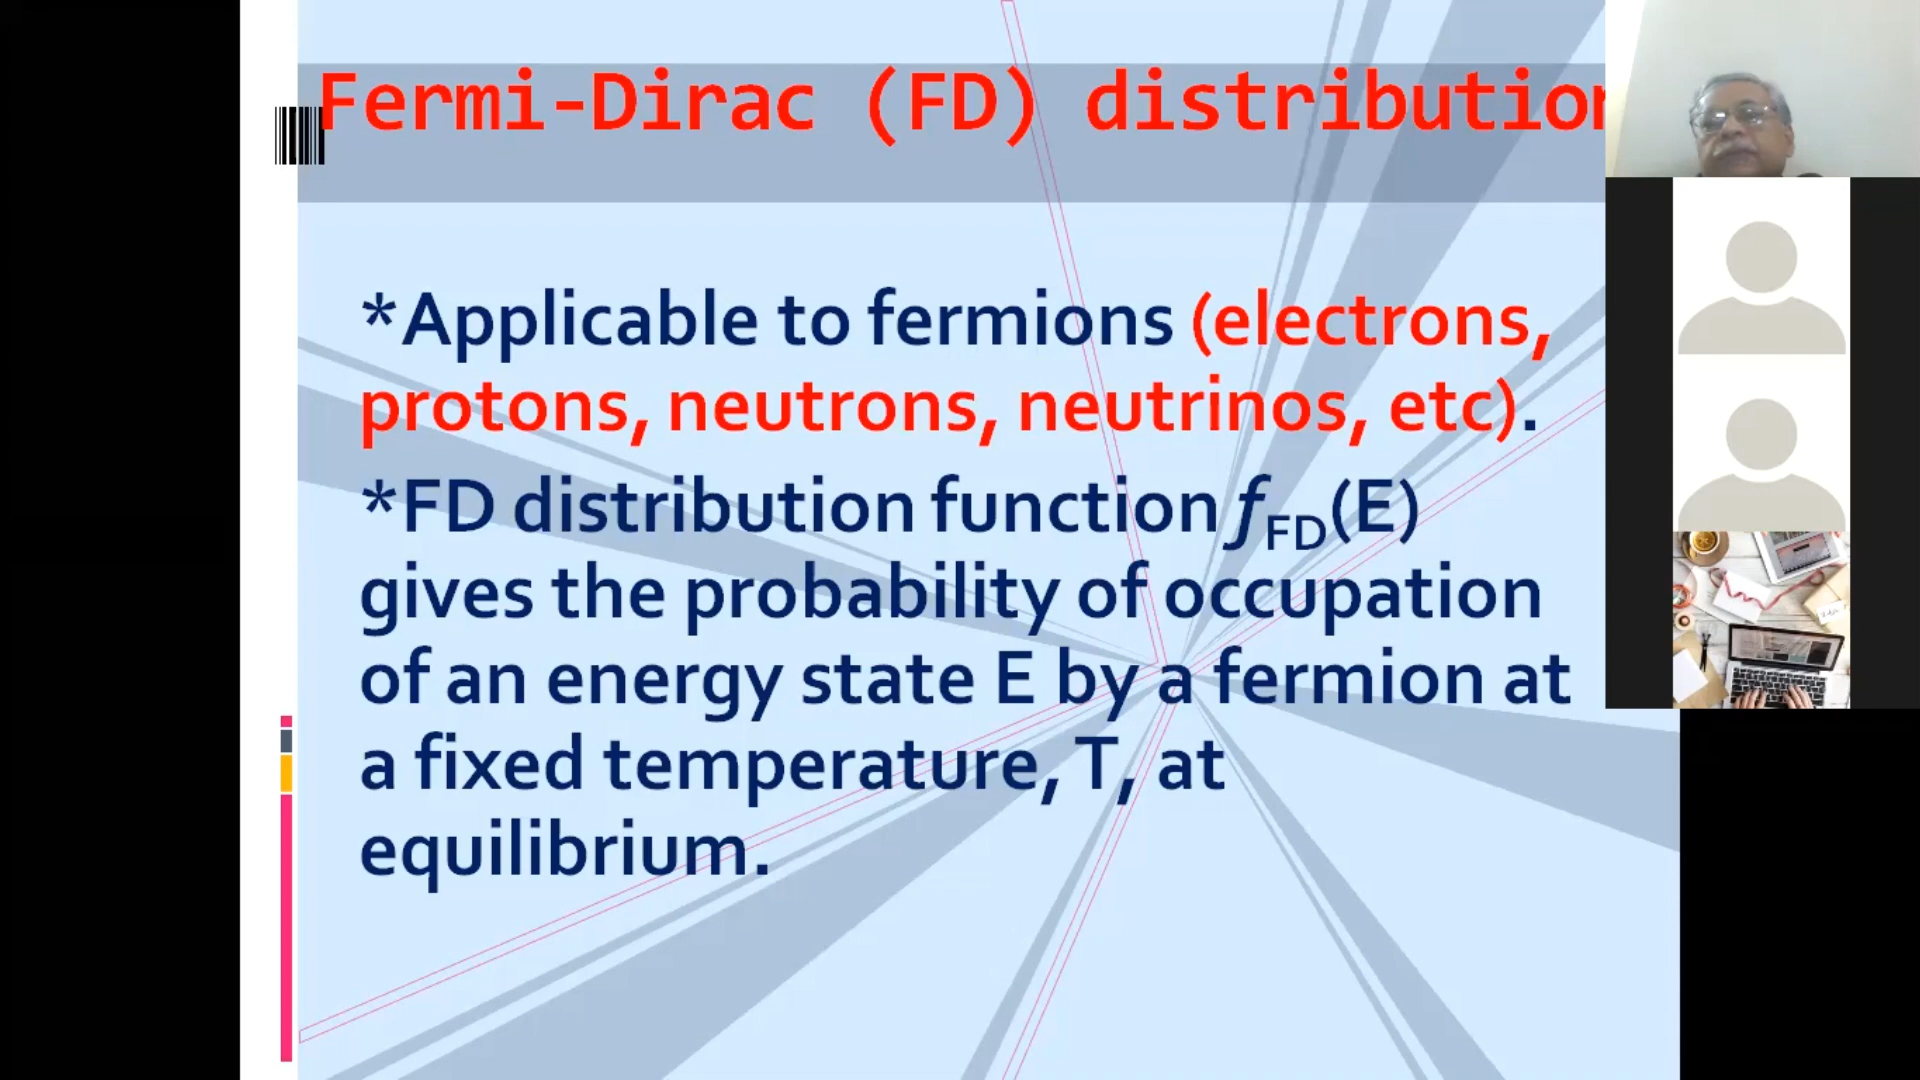 Fermi-Dirac (FD) distribution
*Applicable to fermions (electrons,
protons, neutrons, neutrinos, etc).
*FD distribution function fFD(E)
gives the probability of occupation
of an energy state E by a fermion at
a fixed temperature, T, at
equilibrium.